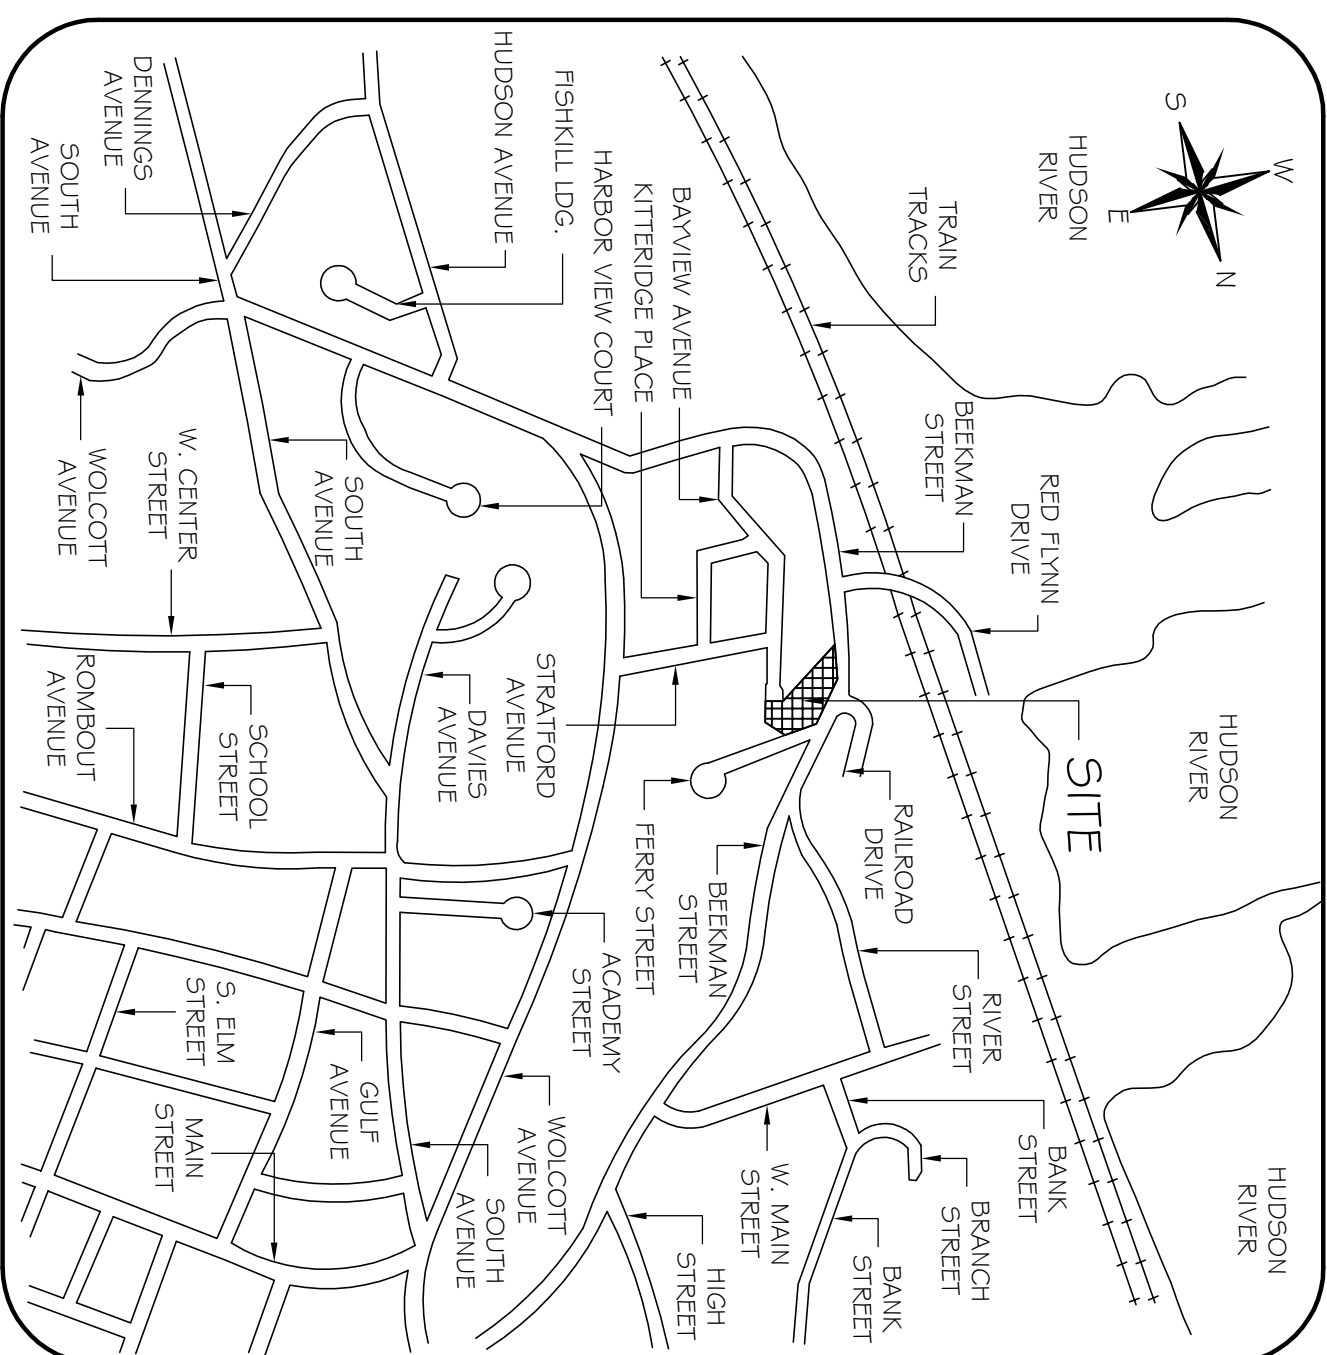 S
W
E
N
HUDSON
RIVER
TRAIN
TRACKS
BEEKMAN
STREET
RED FLYNN
DRIVE
HUDSON
RIVER
SITE
HUDSON
RIVER
HUDSON AVENUE
FISHKILL LDG.
HARBOR VIEW COURT
KITTERIDGE PLACE
BAYVIEW AVENUE
DENNINGS
AVENUE
SOUTH
AVENUE
WOLCOTT
AVENUE
W. CENTER
STREET
SOUTH
AVENUE
ROMBOUT
AVENUE
SCHOOL
STREET
DAVIES
AVENUE
STRATFORD
AVENUE
FERRY STREET
RAILROAD
DRIVE
BEEKMAN
STREET
RIVER
STREET
ACADEMY
STREET
S. ELM
STREET
GULF
AVENUE
MAIN
STREET
WOLCOTT
AVENUE
SOUTH
AVENUE
W. MAIN
STREET
HIGH
STREET
BANK
STREET
BRANCH
STREET
BANK
STREET